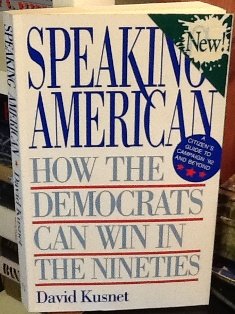 New!
SPEAKING
AMERICAN
A
CITIZEN'S
GUIDE TO
CAMPAIGN '92
AND BEYOND
HOW THE
DEMOCRATS
CAN WIN IN
THE NINETIES
David Kusnet
SPEAKING AMERICAN
David Kusnet